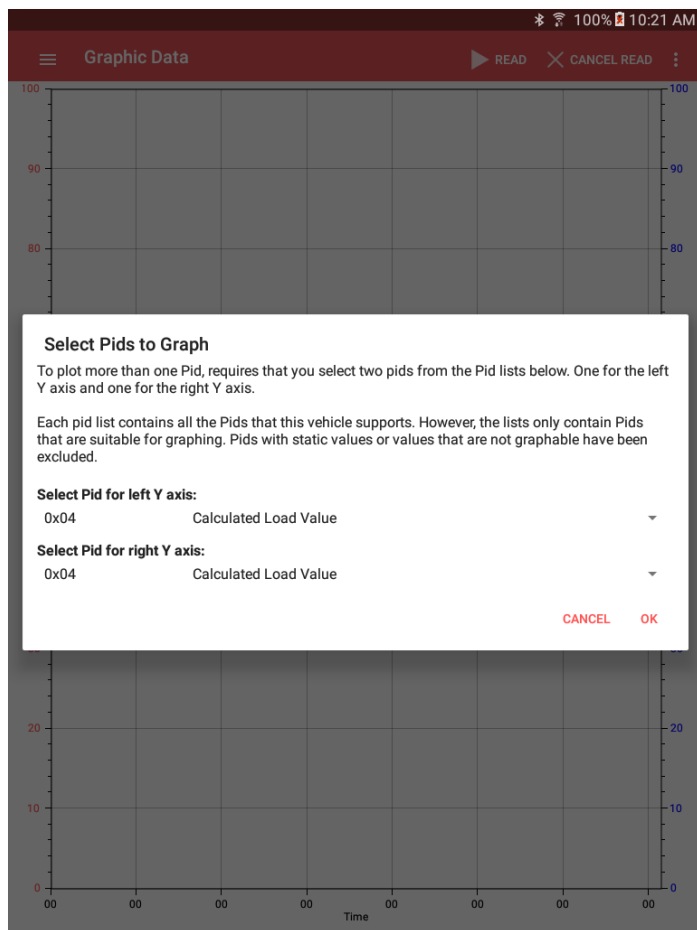 100% 10:21 AM
Graphic Data READ CANCEL READ
100 100
90 90
80 80
Select Pids to Graph
To plot more than one Pid, requires that you select two pids from the Pid lists below. One for the left
Y axis and one for the right Y axis.
Each pid list contains all the Pids that this vehicle supports. However, the lists only contain Pids
that are suitable for graphing. Pids with static values or values that are not graphable have been
excluded.
Select Pid for left Y axis:
0x04 Calculated Load Value
Select Pid for right Y axis:
0x04 Calculated Load Value
CANCEL OK
20 20
10 10
0 0
00 00 00 00 00 00 00 00
Time